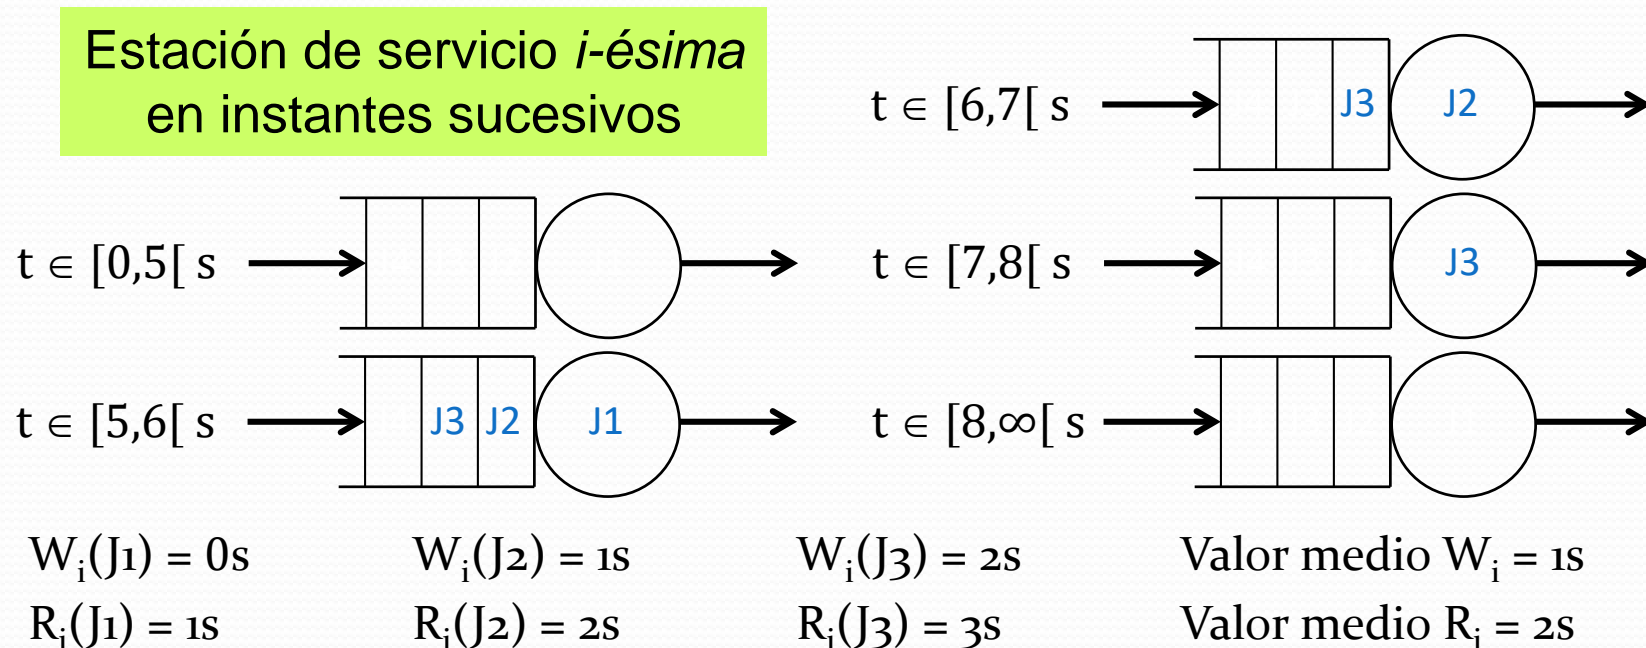 Estación de servicio i-ésima
en instantes sucesivos
t ∈ [0,5[ s
t ∈ [5,6[ s
J3 J2 J1
t ∈ [6,7[ s
J3 J2
t ∈ [7,8[ s
J3
t ∈ [8,∞[ s
Wi(J1) = 0s Wi(J2) = 1s Wi(J3) = 2s Valor medio Wi = 1s
Ri(J1) = 1s Ri(J2) = 2s Ri(J3) = 3s Valor medio Ri = 2s